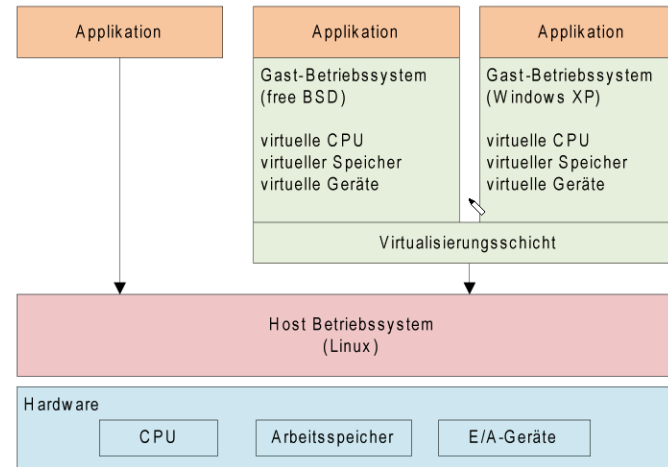 Applikation
Applikation
Applikation
Gast-Betriebssystem
(free BSD)
virtuelle CPU
virtueller Speicher
virtuelle Geräte
Gast-Betriebssystem
(Windows XP)
virtuelle CPU
virtueller Speicher
virtuelle Geräte
Virtualisierungsschicht
Host Betriebssystem
(Linux)
Hardware
CPU
Arbeitsspeicher
E/A-Geräte